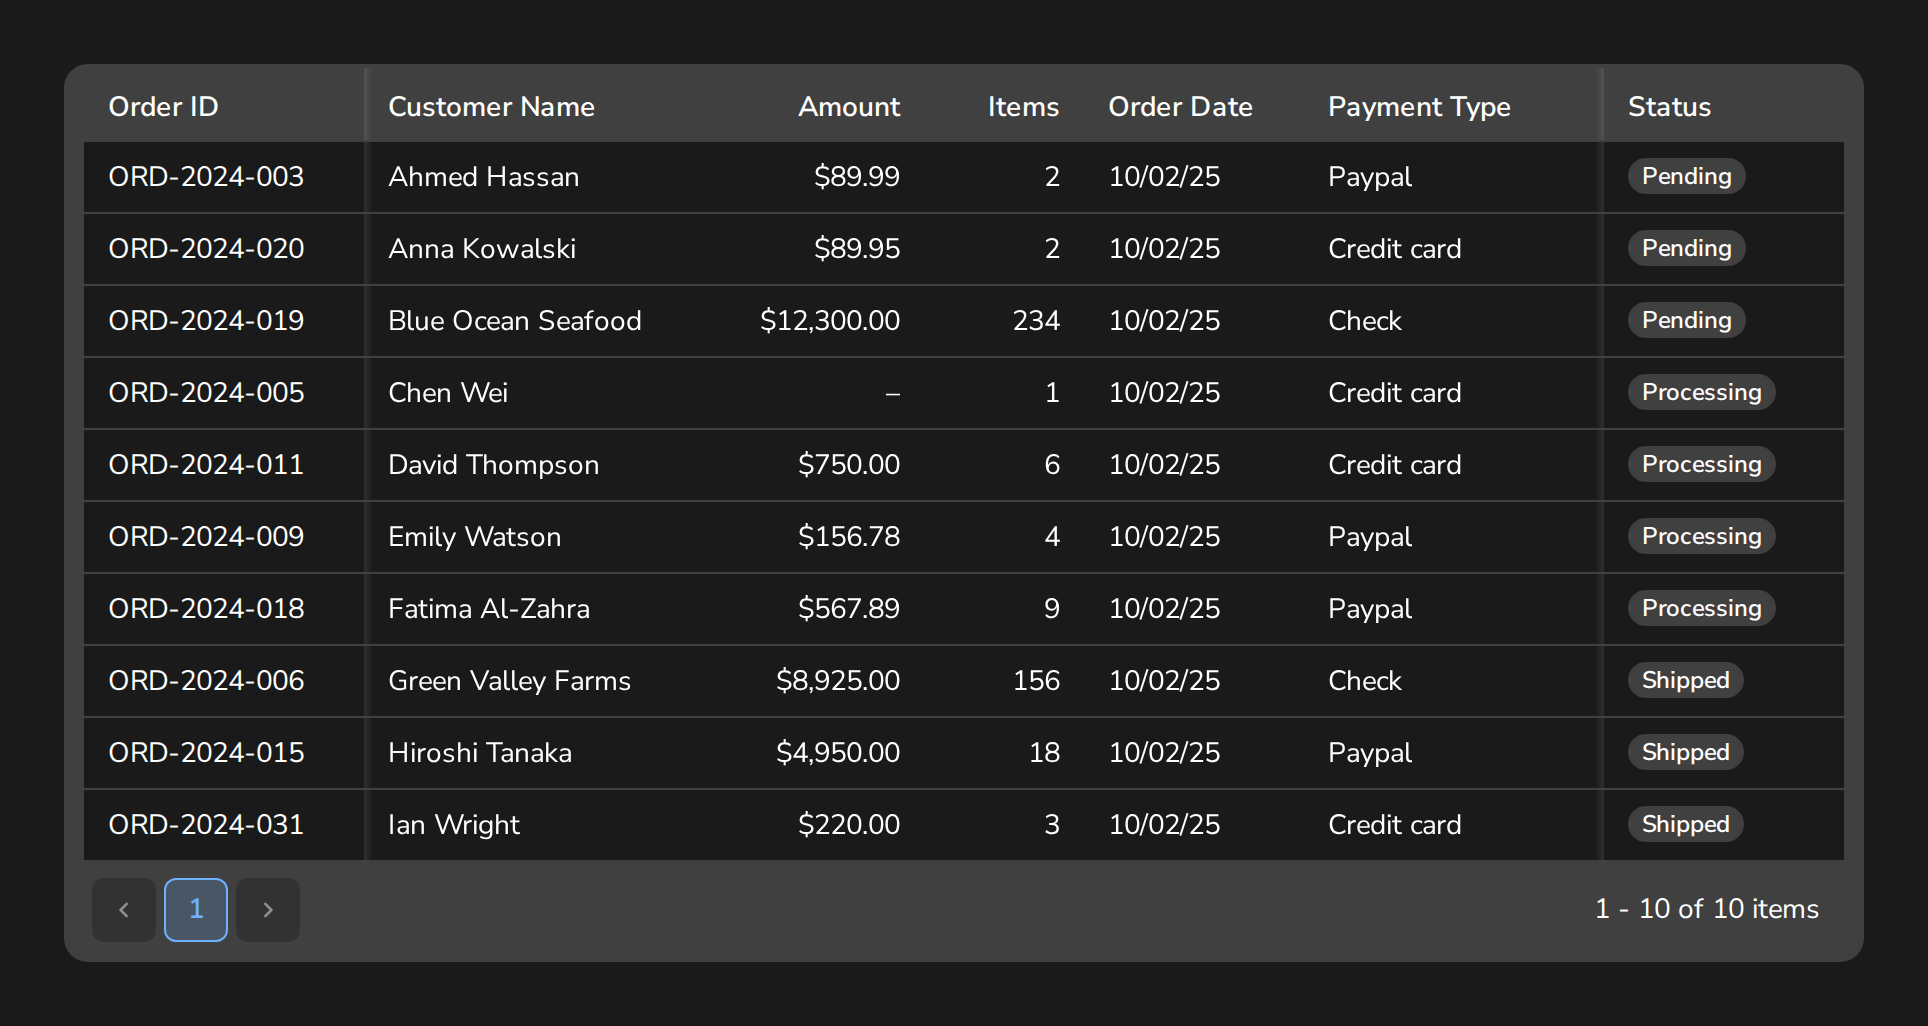 Order ID Customer Name Amount Items Order Date Payment Type Status
ORD-2024-003 Ahmed Hassan $89.99 2 10/02/25 Paypal Pending
ORD-2024-020 Anna Kowalski $89.95 2 10/02/25 Credit card Pending
ORD-2024-019 Blue Ocean Seafood $12,300.00 234 10/02/25 Check Pending
ORD-2024-005 Chen Wei – 1 10/02/25 Credit card Processing
ORD-2024-011 David Thompson $750.00 6 10/02/25 Credit card Processing
ORD-2024-009 Emily Watson $156.78 4 10/02/25 Paypal Processing
ORD-2024-018 Fatima Al-Zahra $567.89 9 10/02/25 Paypal Processing
ORD-2024-006 Green Valley Farms $8,925.00 156 10/02/25 Check Shipped
ORD-2024-015 Hiroshi Tanaka $4,950.00 18 10/02/25 Paypal Shipped
ORD-2024-031 Ian Wright $220.00 3 10/02/25 Credit card Shipped
1 1 - 10 of 10 items